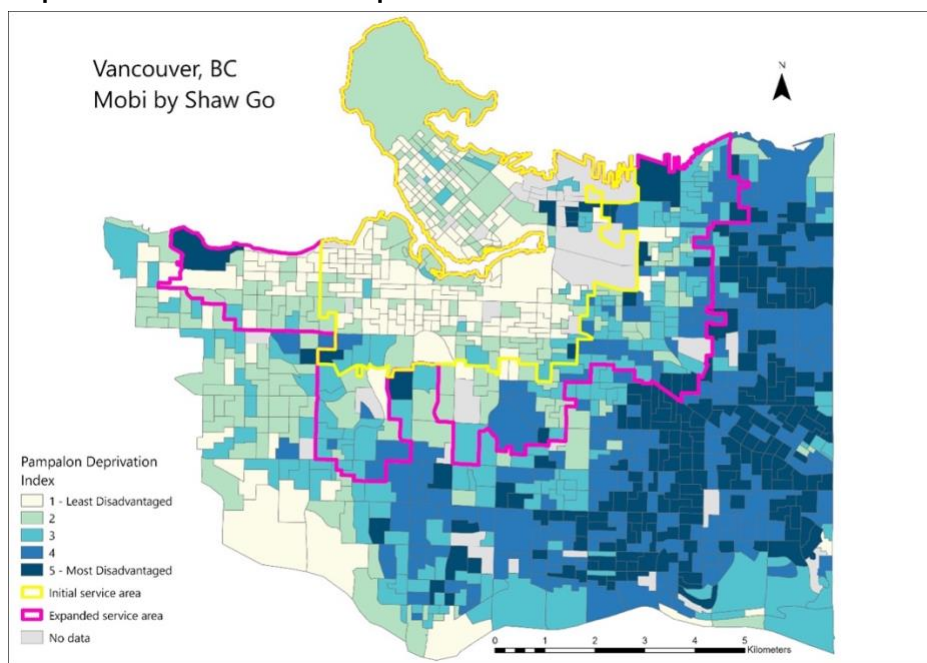 Vancouver, BC
Mobi by Shaw Go
N
Pampalon Deprivation
Index
1 - Least Disadvantaged
2
3
4
5 - Most Disadvantaged
Initial service area
Expanded service area
No data
0 1 2 3 4 5
Kilometers